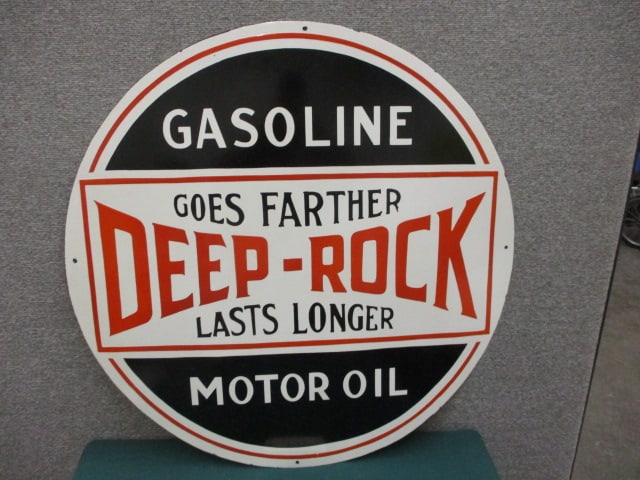 GASOLINE
GOES FARTHER
DEEP-ROCK
LASTS LONGER
MOTOR OIL